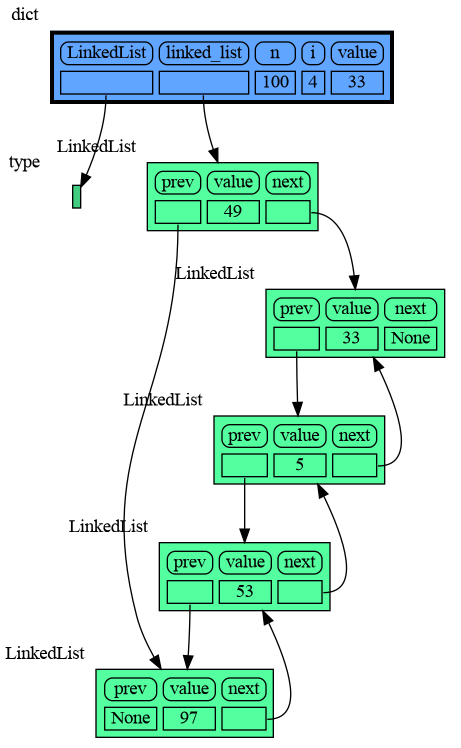 dict
LinkedList linked_list n i value
100 4 33
LinkedList
type
prev value next
49
LinkedList
prev value next
33 None
LinkedList
prev value next
5
LinkedList
prev value next
53
LinkedList
prev value next
None 97